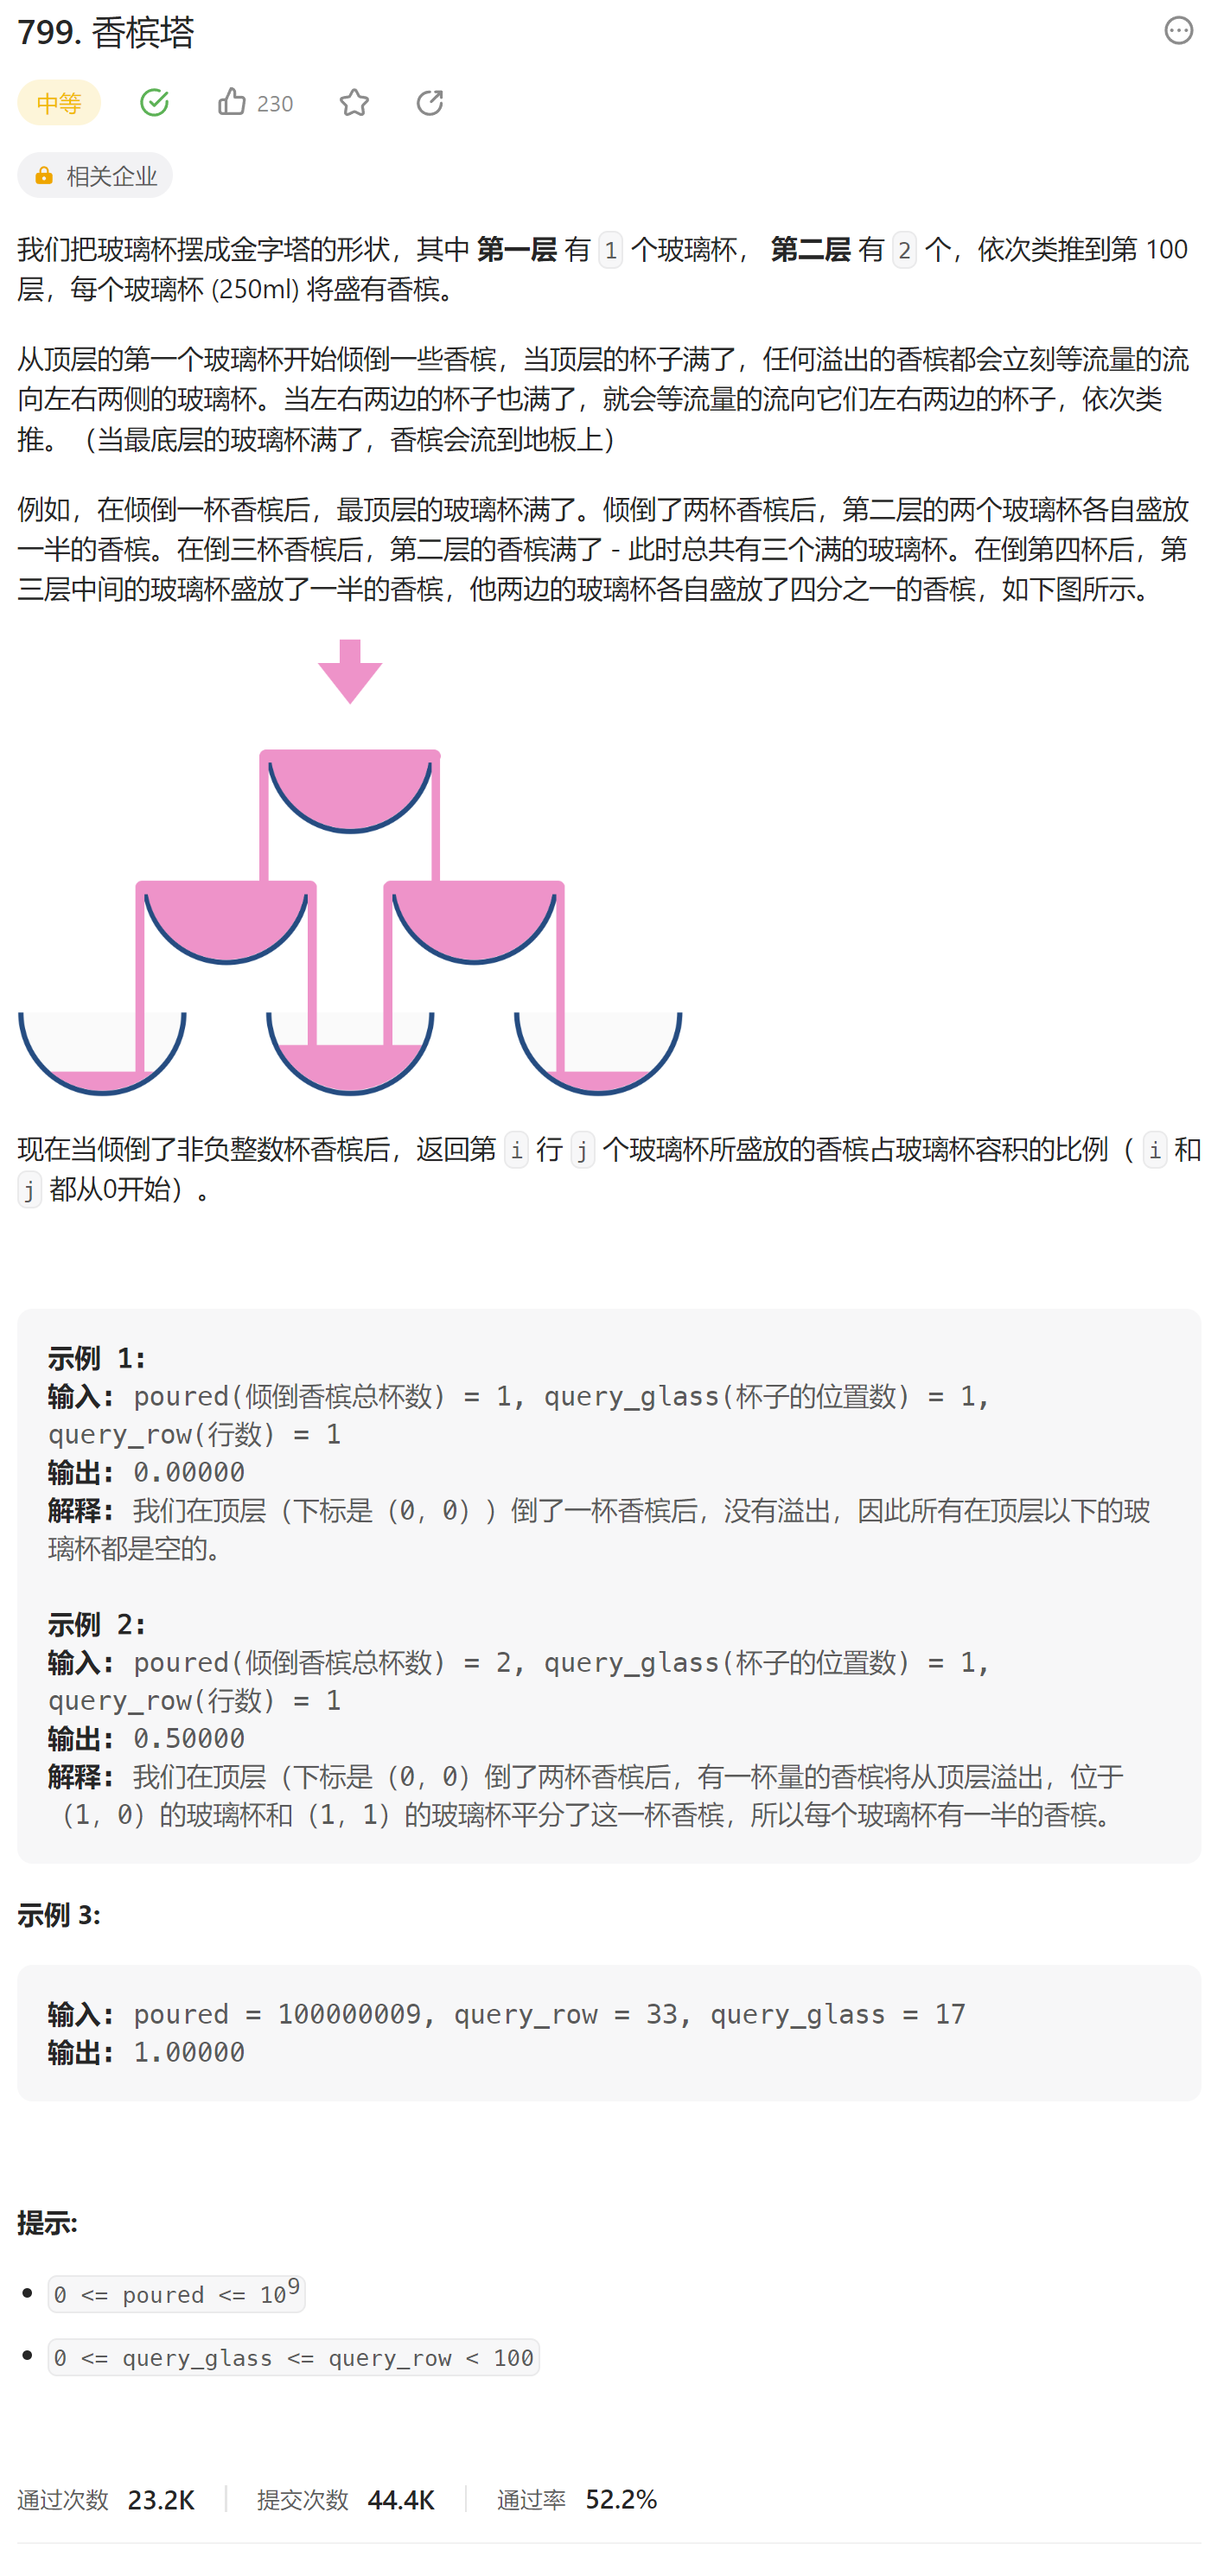 799. 香槟塔
中等
230
相关企业
我们把玻璃杯摆成金字塔的形状，其中 第一层 有 1 个玻璃杯， 第二层 有 2 个，依次类推到第 100
层，每个玻璃杯 (250ml) 将盛有香槟。
从顶层的第一个玻璃杯开始倾倒一些香槟，当顶层的杯子满了，任何溢出的香槟都会立刻等流量的流
向左右两侧的玻璃杯。当左右两边的杯子也满了，就会等流量的流向它们左右两边的杯子，依次类
推。（当最底层的玻璃杯满了，香槟会流到地板上）
例如，在倾倒一杯香槟后，最顶层的玻璃杯满了。倾倒了两杯香槟后，第二层的两个玻璃杯各自盛放
一半的香槟。在倒三杯香槟后，第二层的香槟满了 - 此时总共有三个满的玻璃杯。在倒第四杯后，第
三层中间的玻璃杯盛放了一半的香槟，他两边的玻璃杯各自盛放了四分之一的香槟，如下图所示。
现在当倾倒了非负整数杯香槟后，返回第 i 行 j 个玻璃杯所盛放的香槟占玻璃杯容积的比例（ i 和
j 都从0开始）。
示例 1:
输入: poured(倾倒香槟总杯数) = 1, query_glass(杯子的位置数) = 1,
query_row(行数) = 1
输出: 0.00000
解释: 我们在顶层（下标是（0，0））倒了一杯香槟后，没有溢出，因此所有在顶层以下的玻
璃杯都是空的。
示例 2:
输入: poured(倾倒香槟总杯数) = 2, query_glass(杯子的位置数) = 1,
query_row(行数) = 1
输出: 0.50000
解释: 我们在顶层（下标是（0，0）倒了两杯香槟后，有一杯量的香槟将从顶层溢出，位于
（1，0）的玻璃杯和（1，1）的玻璃杯平分了这一杯香槟，所以每个玻璃杯有一半的香槟。
示例 3:
输入: poured = 100000009, query_row = 33, query_glass = 17
输出: 1.00000
提示:
0 <= poured <= 10⁹
0 <= query_glass <= query_row < 100
通过次数 23.2K 提交次数 44.4K 通过率 52.2%